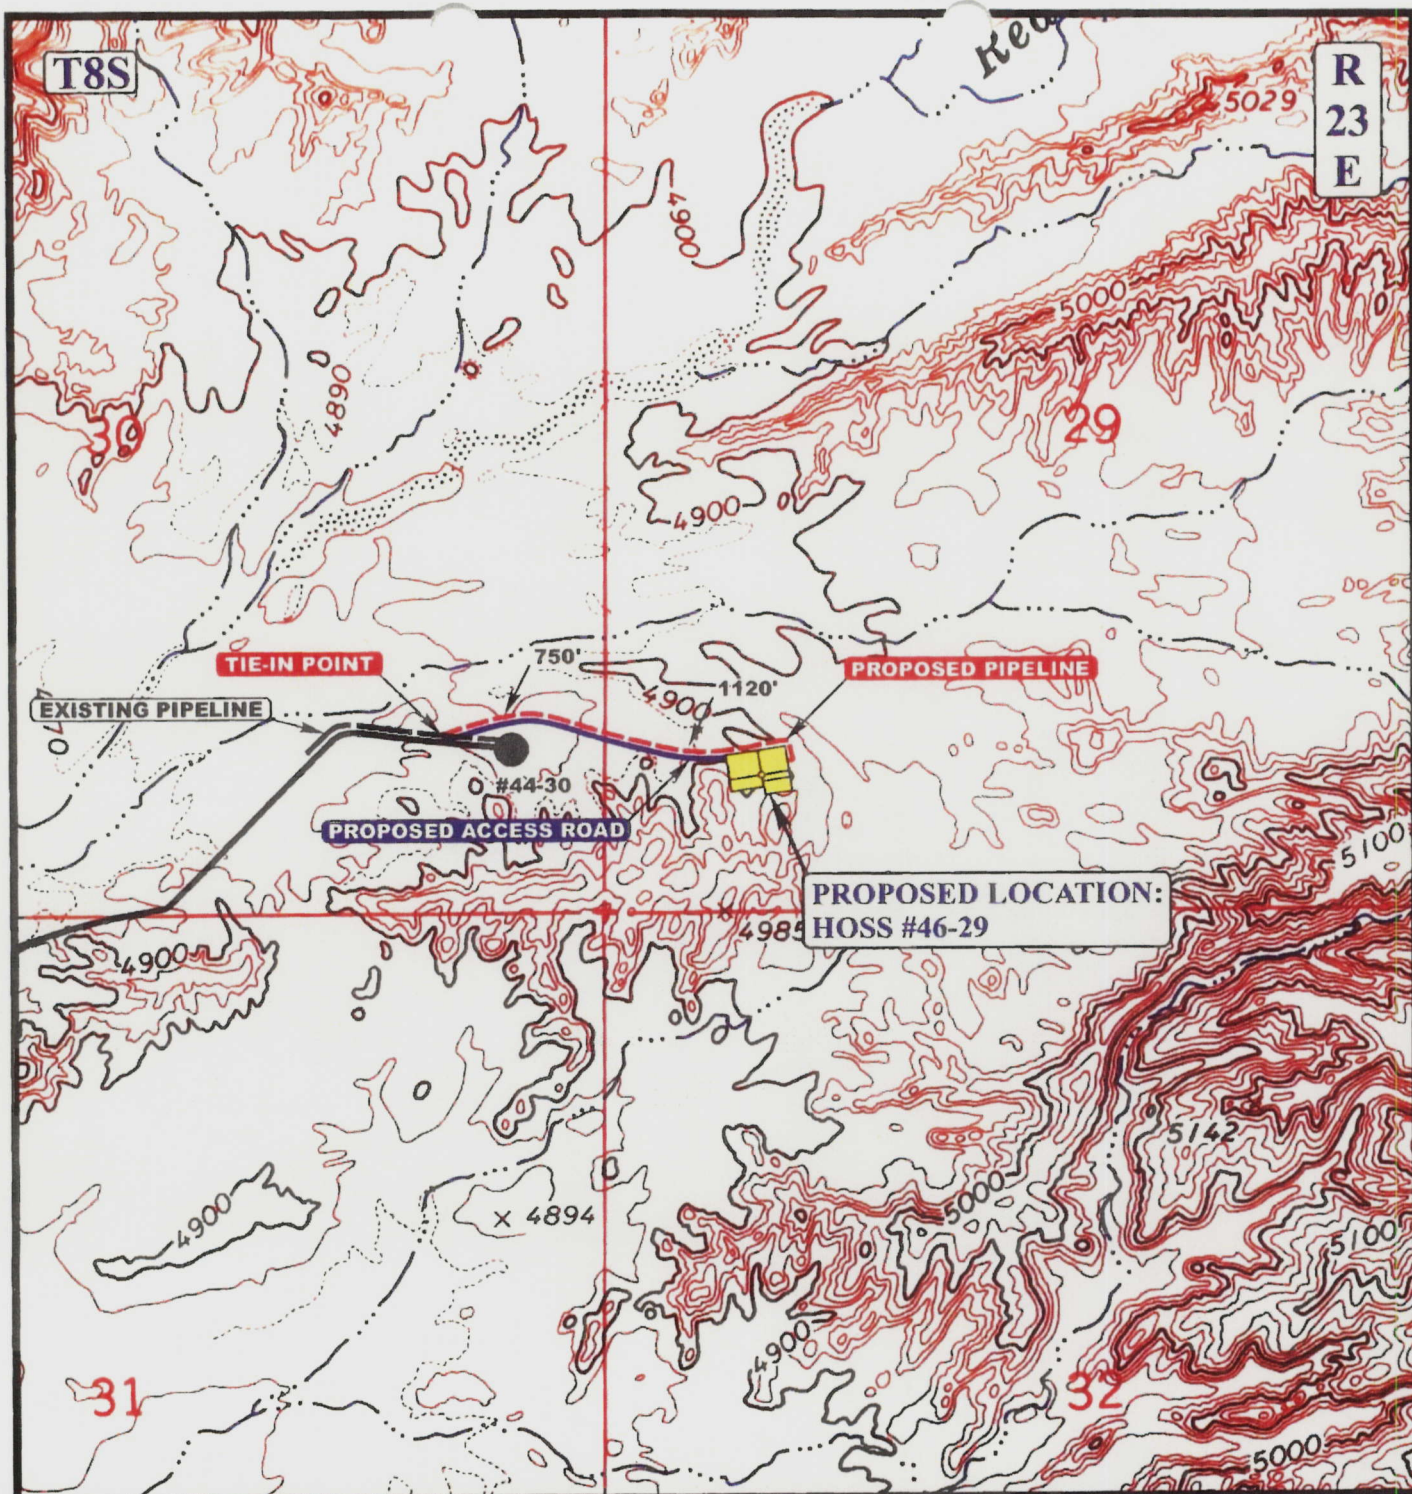 T8S
R
23
E
5029
4900
5000
4890
30
29
4900
TIE-IN POINT
750'
PROPOSED PIPELINE
EXISTING PIPELINE
4900
1120'
#44-30
PROPOSED ACCESS ROAD
5100
PROPOSED LOCATION:
HOSS #46-29
4985
4900
5142
4900
4894
5000
5100
4900
31
32
5000